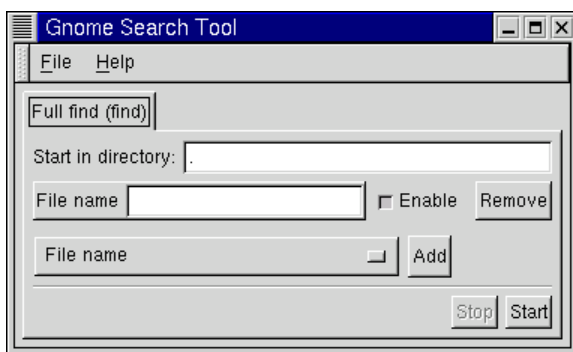 Gnome Search Tool
File Help
Full find (find)
Start in directory: .
File name Enable Remove
File name Add
Stop Start